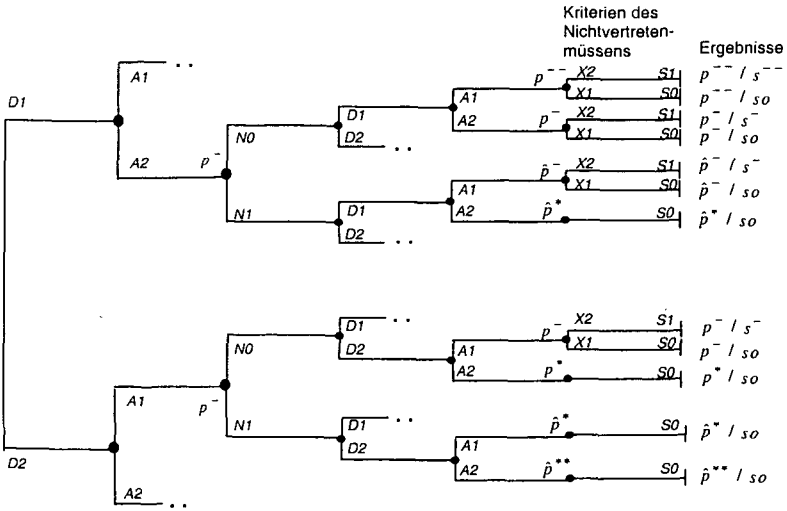 Kriterien des
Nichtvertreten-
müssens
Ergebnisse
A1 . .
D1
A2
p⁻
N0
D1
D2 . .
A1
A2
p⁻⁻
X2 S1 p⁻⁻ / s⁻⁻
X1 S0 p⁻⁻ / so
p⁻
X2 S1 p⁻ / s⁻
X1 S0 p⁻ / so
N1
D1
D2 . .
A1
A2
p̂⁻
X2 S1 p̂⁻ / s⁻
X1 S0 p̂⁻ / so
p̂* S0 p̂* / so
D2
A1
A2 . .
p⁻
N0
D1 . .
D2
A1
A2
p⁻
X2 S1 p⁻ / s⁻
X1 S0 p⁻ / so
p* S0 p* / so
N1
D1 . .
D2
A1
A2
p̂* S0 p̂* / so
p̂** S0 p̂** / so